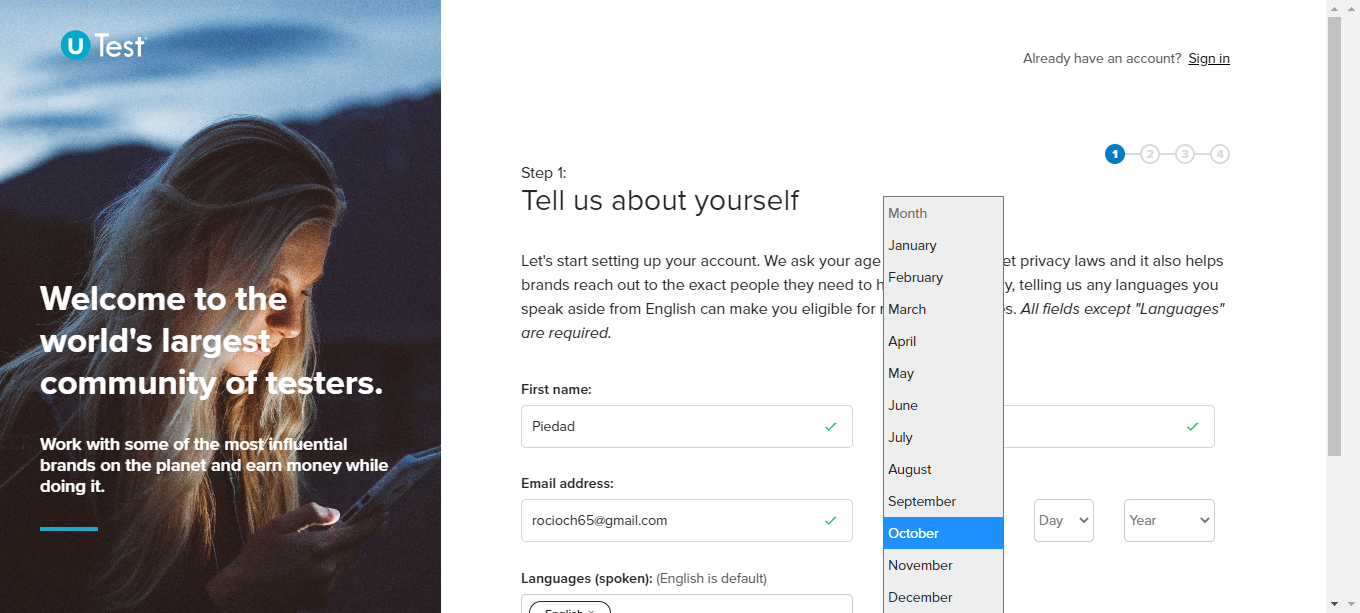 U Test
Already have an account? Sign in
1 2 3 4
Step 1:
Tell us about yourself
Let's start setting up your account. We ask your age et privacy laws and it also helps
brands reach out to the exact people they need to y, telling us any languages you
speak aside from English can make you eligible for s. All fields except "Languages"
are required.
Welcome to the
world's largest
community of testers.
Work with some of the most influential
brands on the planet and earn money while
doing it.
First name:
Piedad
Email address:
rocioch65@gmail.com
Languages (spoken): (English is default)
English ×
Month
January
February
March
April
May
June
July
August
September
October
November
December
Day
Year